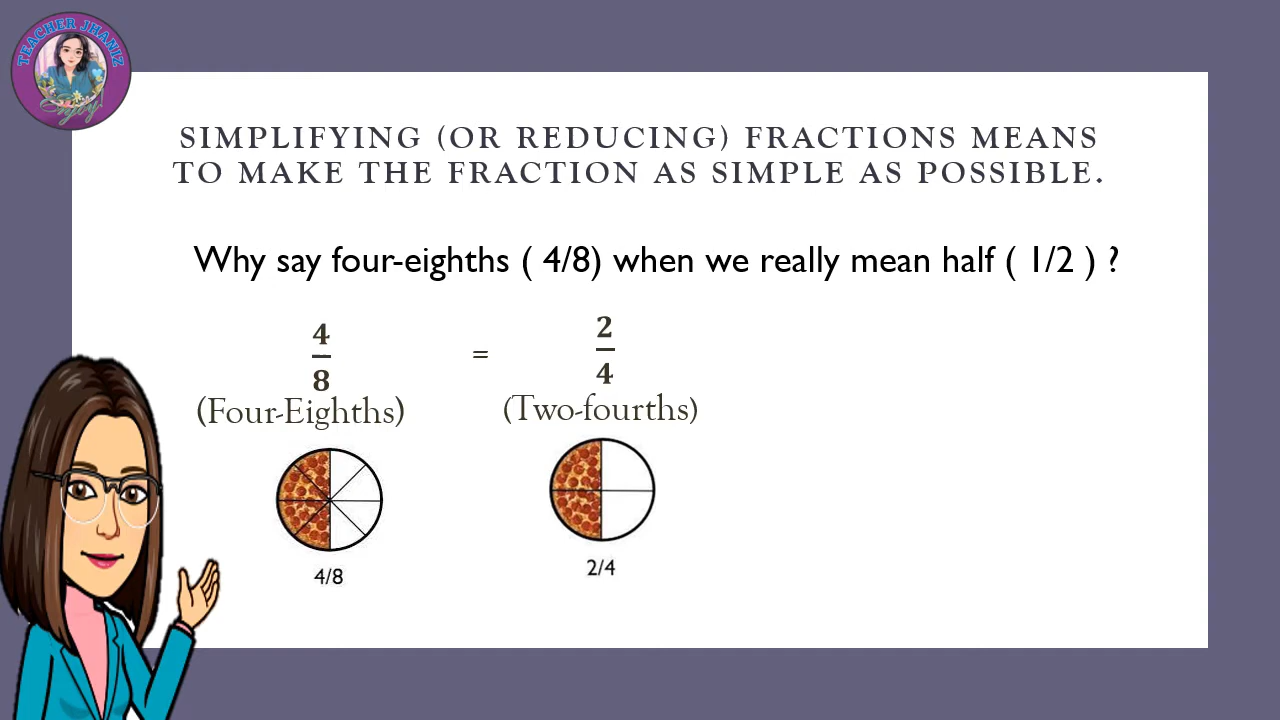 TEACHER JHANIZ
Enjoy!
SIMPLIFYING (OR REDUCING) FRACTIONS MEANS
TO MAKE THE FRACTION AS SIMPLE AS POSSIBLE.
Why say four-eighths ( 4/8) when we really mean half ( 1/2 ) ?
4
8
=
2
4
(Four-Eighths)
(Two-fourths)
4/8
2/4